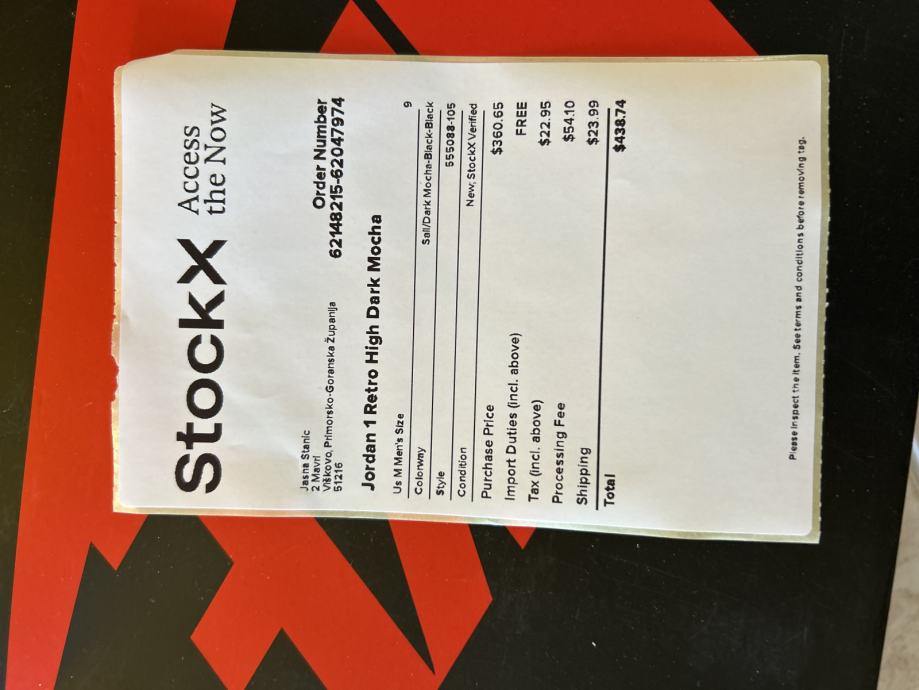 StockX Access
the Now
Jasna Stanic
2 Mavri
Viškovo, Primorsko-Goranska Županija
51216
Order Number
62148215-62047974
Jordan 1 Retro High Dark Mocha
Us M Men's Size 9
Colorway Sail/Dark Mocha-Black-Black
Style 555088-105
Condition New; StockX Verified
Purchase Price $360.65
Import Duties (incl. above) FREE
Tax (incl. above) $22.95
Processing Fee $54.10
Shipping $23.99
Total $438.74
Please inspect the item. See terms and conditions before removing tag.